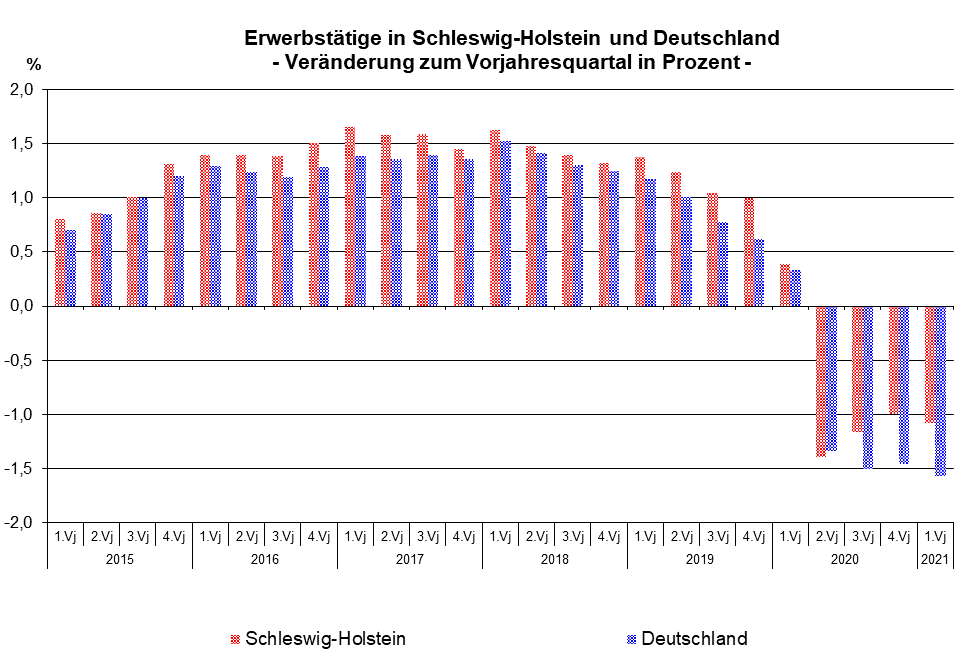 Erwerbstätige in Schleswig-Holstein und Deutschland
- Veränderung zum Vorjahresquartal in Prozent -
%
2,0
1,5
1,0
0,5
0,0
-0,5
-1,0
-1,5
-2,0
1.Vj 2.Vj 3.Vj 4.Vj 1.Vj 2.Vj 3.Vj 4.Vj 1.Vj 2.Vj 3.Vj 4.Vj 1.Vj 2.Vj 3.Vj 4.Vj 1.Vj 2.Vj 3.Vj 4.Vj 1.Vj 2.Vj 3.Vj 4.Vj 1.Vj
2015 2016 2017 2018 2019 2020 2021
Schleswig-Holstein Deutschland